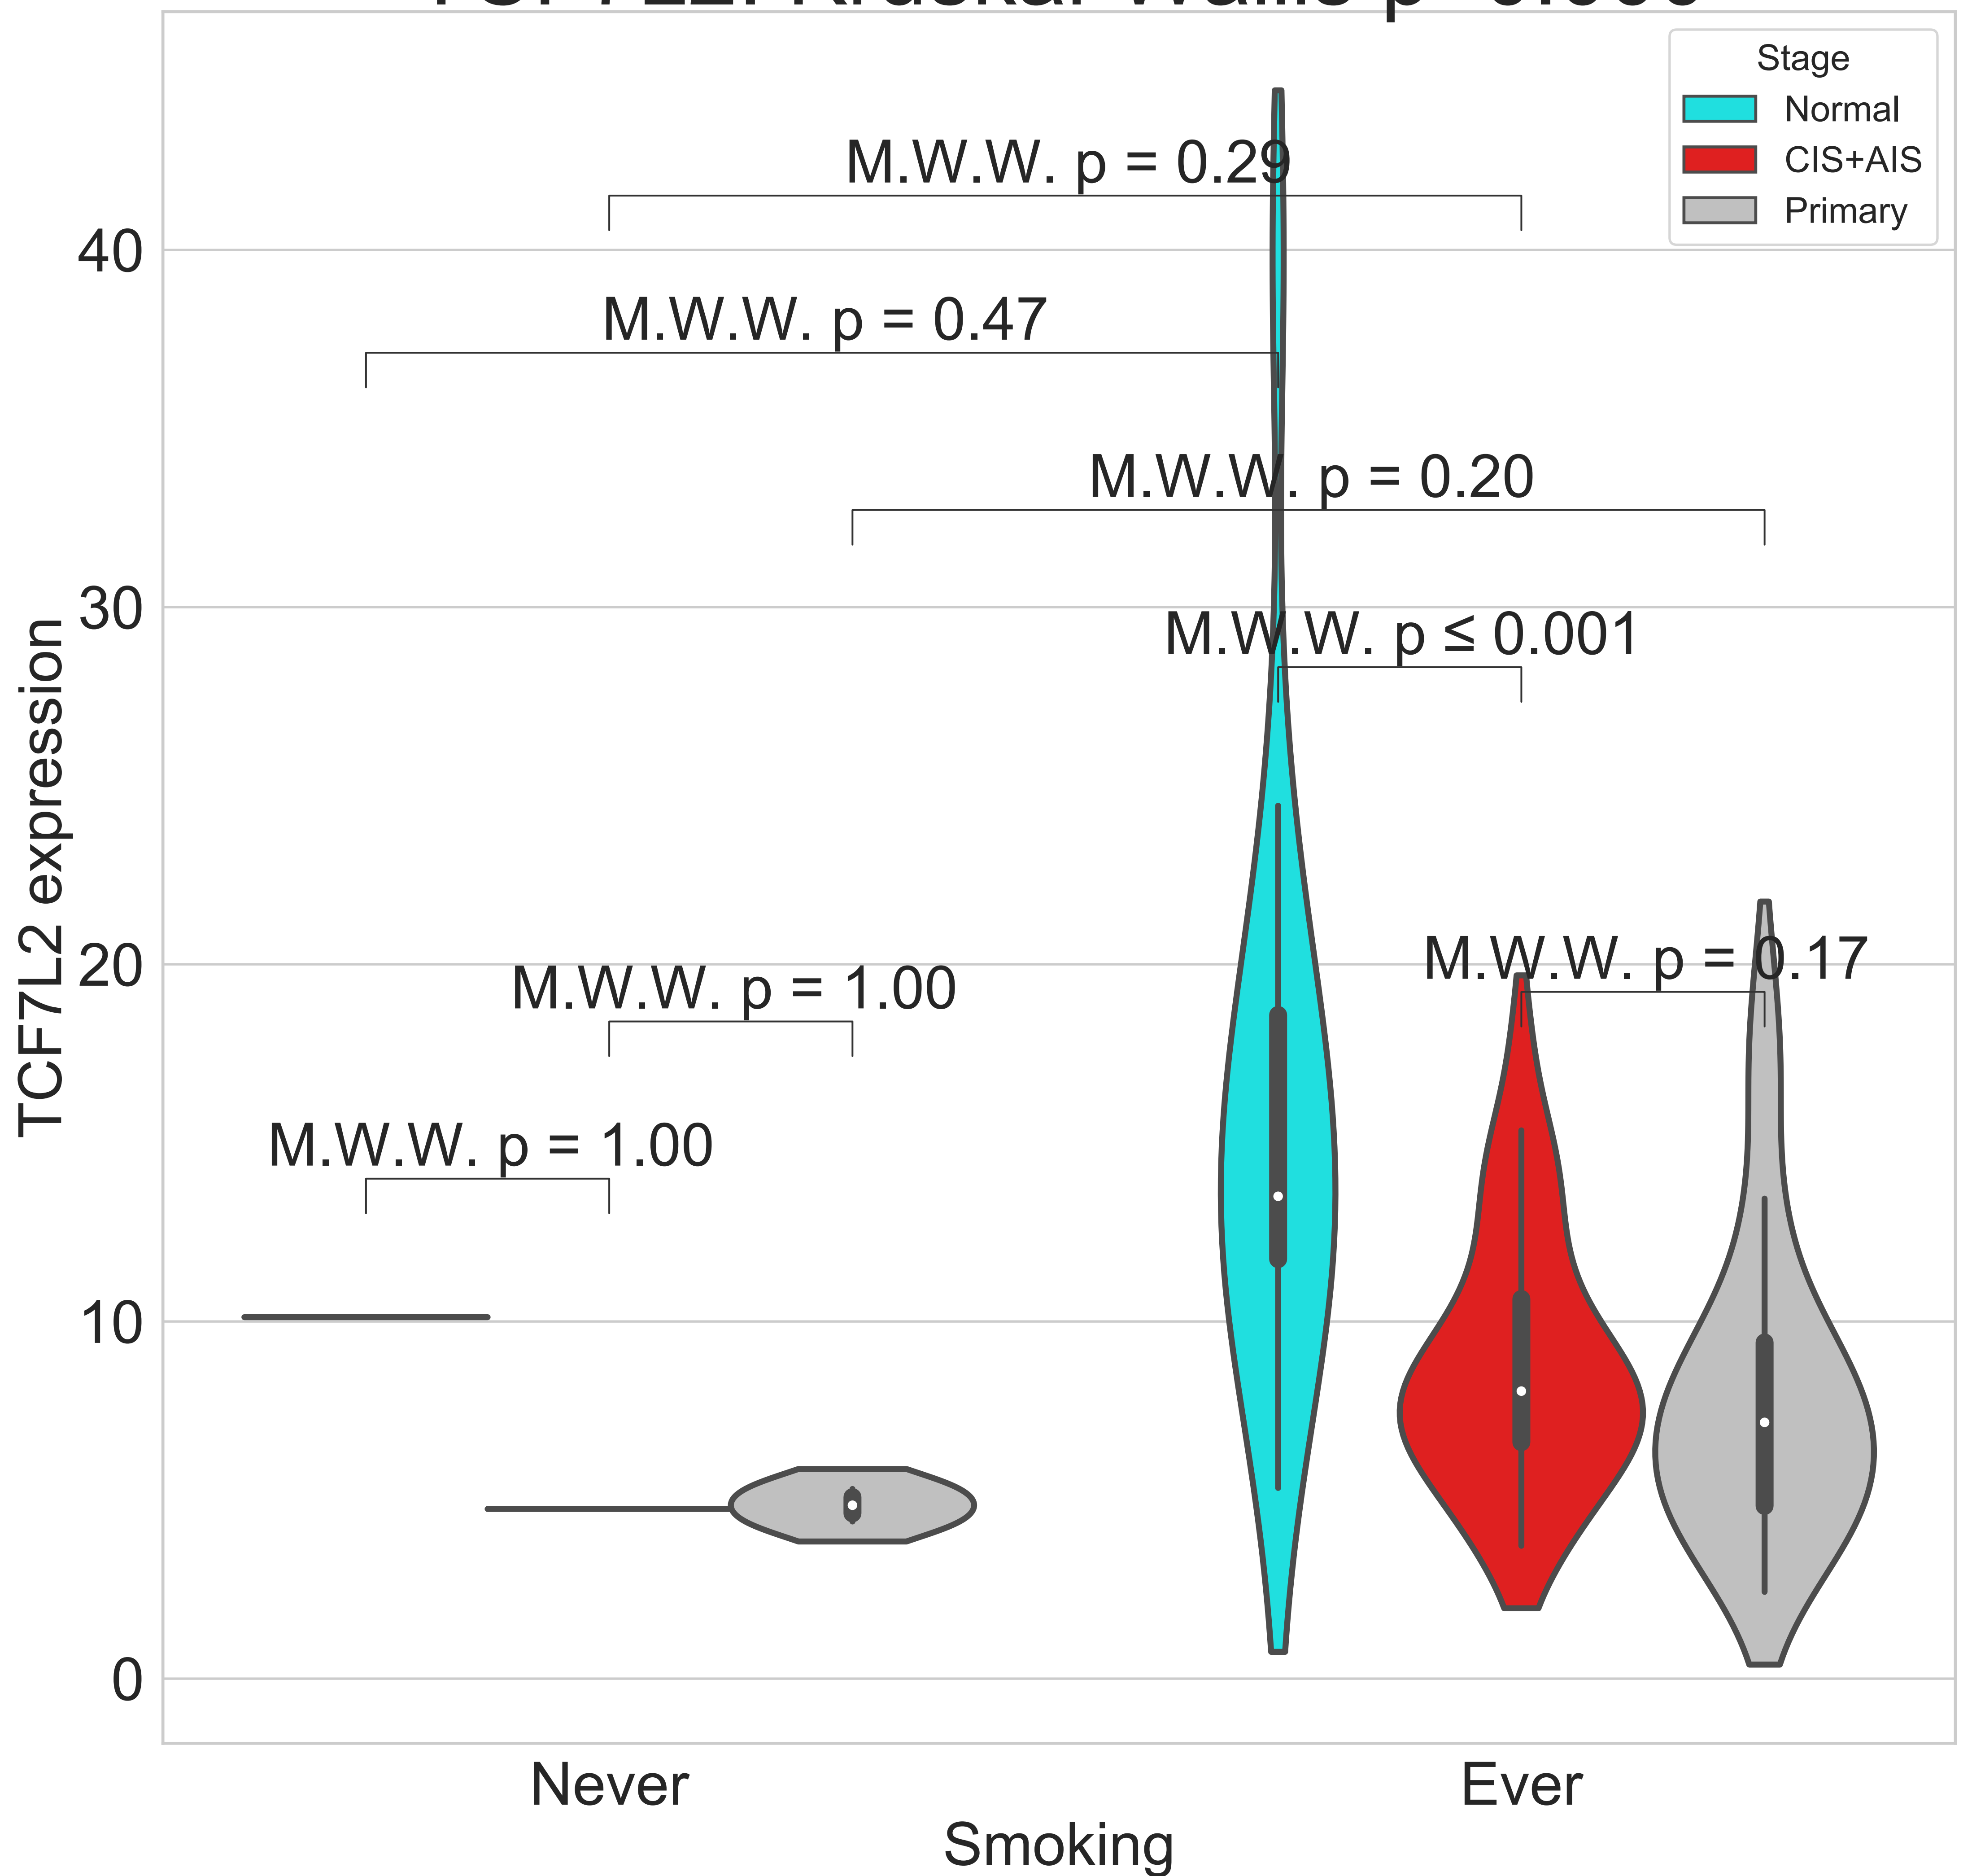 Stage
Normal
CIS+AIS
Primary
M.W.W. p = 0.29
40
M.W.W. p = 0.47
M.W.W. p = 0.20
30
M.W.W. p ≤ 0.001
TCF7L2 expression
20
M.W.W. p = 0.17
M.W.W. p = 1.00
M.W.W. p = 1.00
10
0
Never
Ever
Smoking